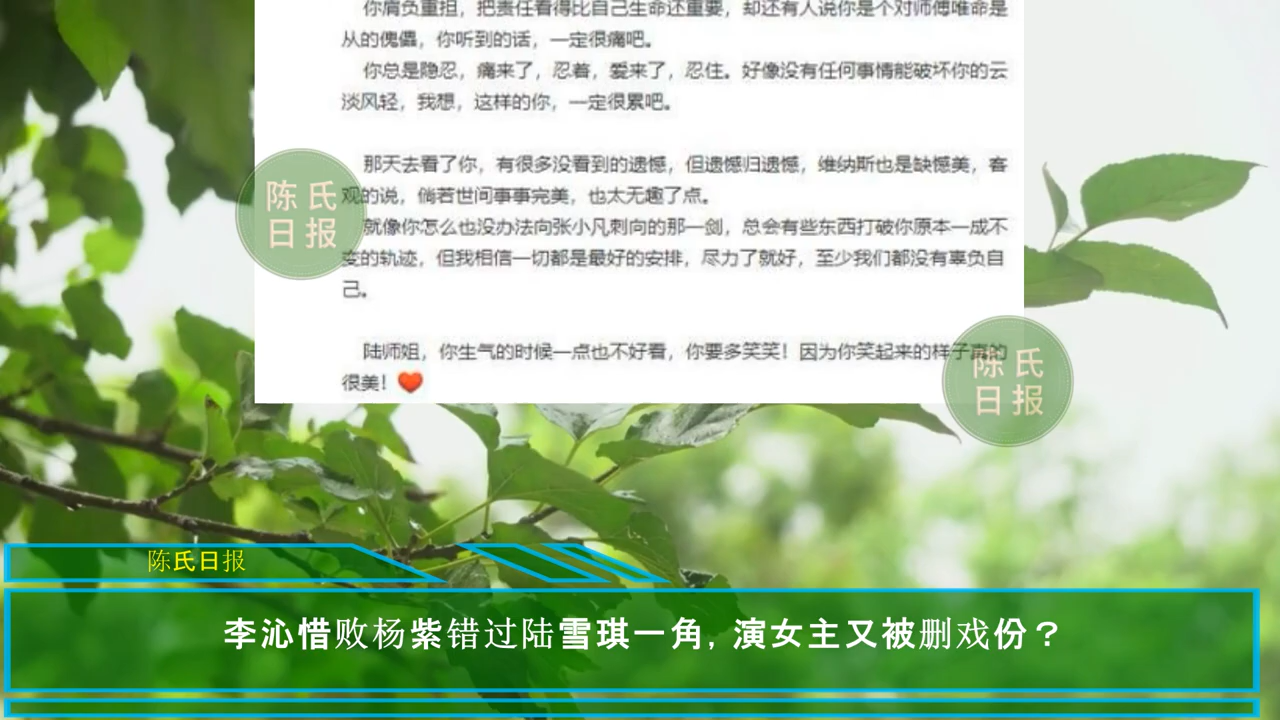 你肩负重担，把责任看得比自己生命还重要，却还有人说你是个对师傅唯命是
从的傀儡，你听到的话，一定很痛吧。
你总是隐忍，痛来了，忍着，爱来了，忍住。好像没有任何事情能破坏你的云
淡风轻，我想，这样的你，一定很累吧。
那天去看了你，有很多没看到的遗憾，但遗憾归遗憾，维纳斯也是缺憾美，客
观的说，倘若世间事事完美，也太无趣了点。
就像你怎么也没办法向张小凡刺向的那一剑，总会有些东西打破你原本一成不
变的轨迹，但我相信一切都是最好的安排，尽力了就好，至少我们都没有辜负自
己。
陆师姐，你生气的时候一点也不好看，你要多笑笑！因为你笑起来的样子真的
很美！
陈氏
日报
陈氏
日报
陈氏日报
李沁惜败杨紫错过陆雪琪一角，演女主又被删戏份？